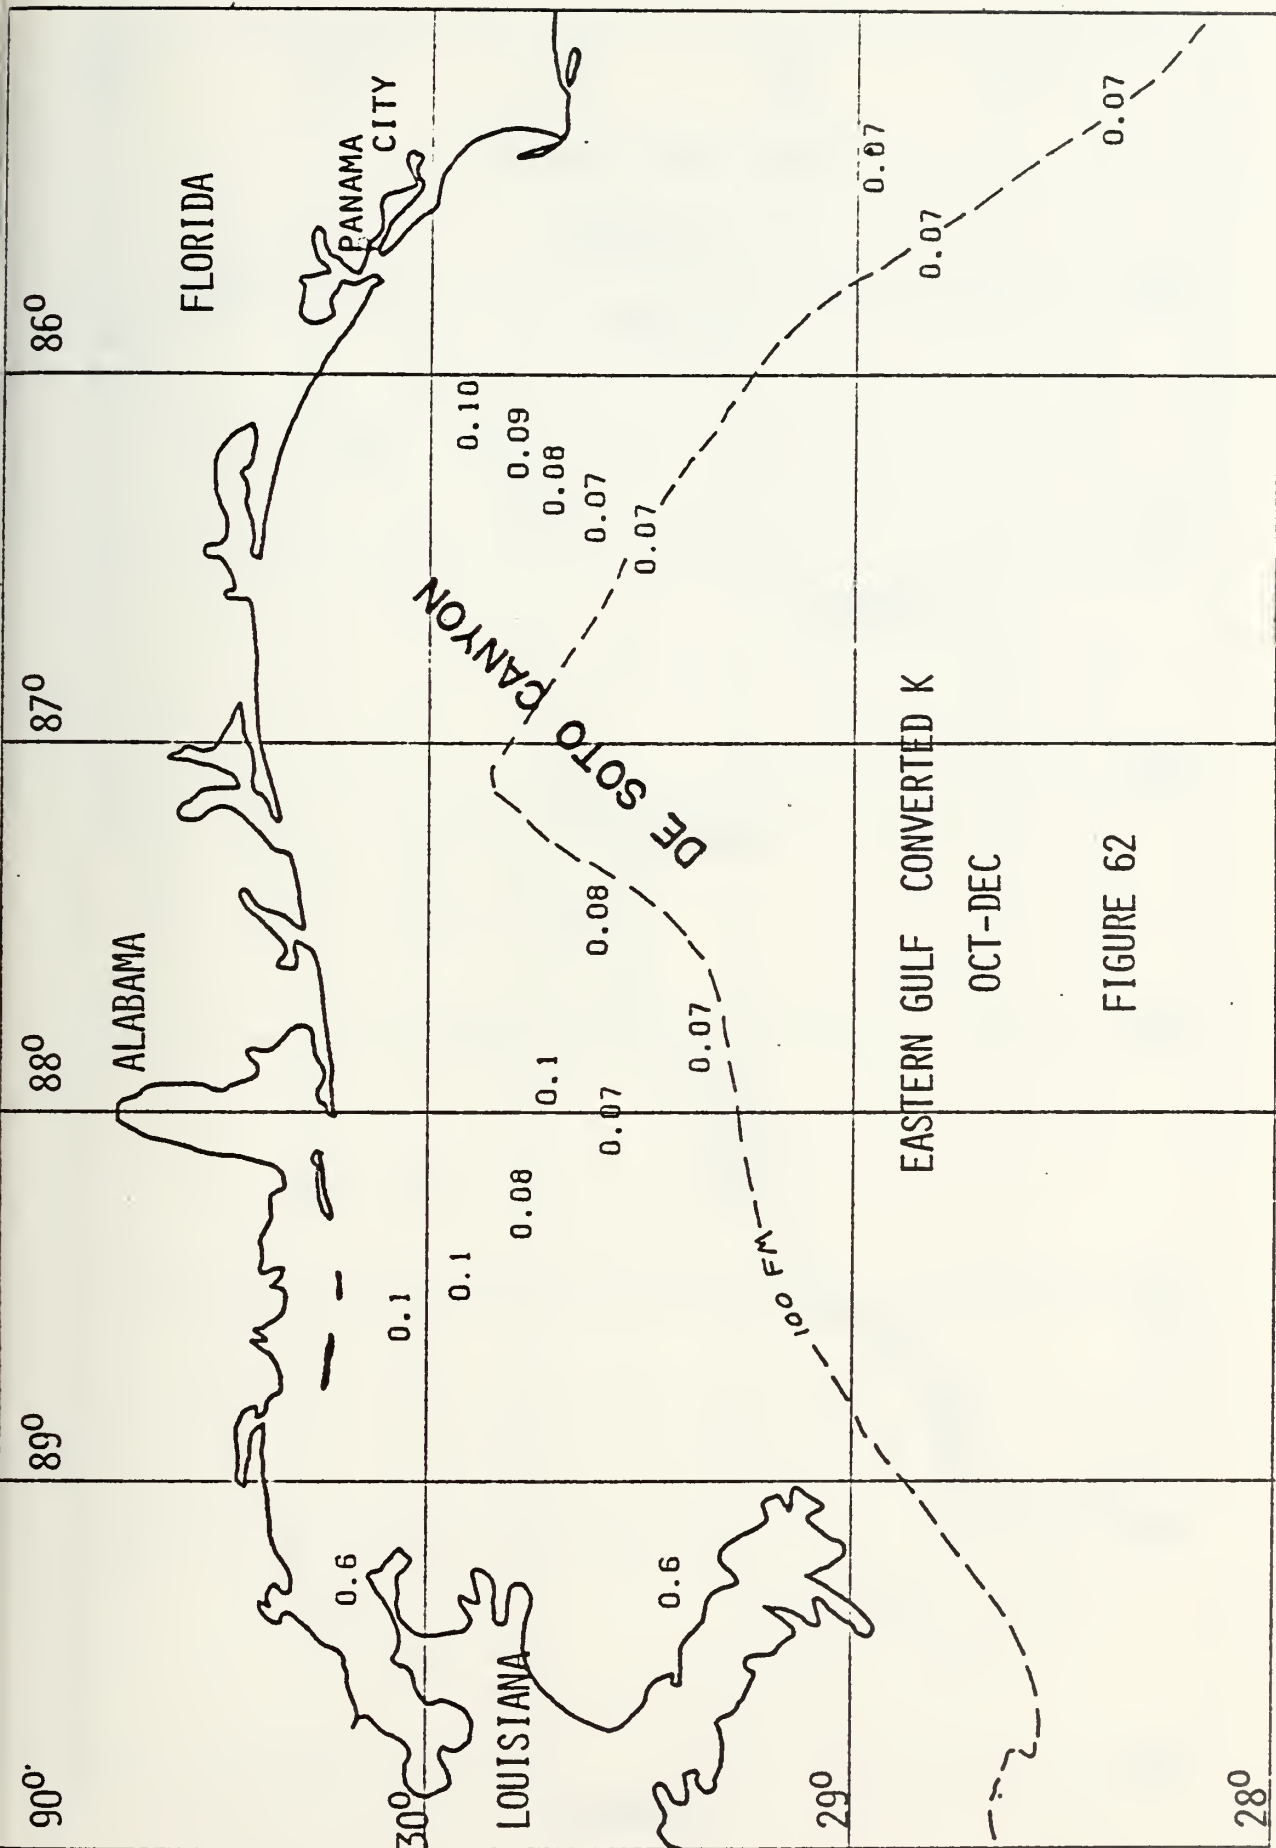 90°
89°
88°
87°
86°
ALABAMA
FLORIDA
PANAMA
CITY
0.6
30°
LOUISIANA
0.1
0.1
0.08
0.1
0.07
0.07
0.08
0.10
0.09
0.08
0.07
0.07
0.07
0.07
0.07
0.6
DE SOTO CANYON
100 FM
29°
EASTERN GULF CONVERTED K
OCT-DEC
FIGURE 62
28°